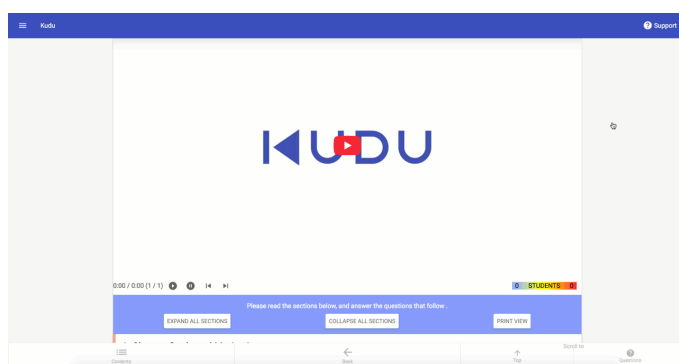 Kudu
Support
KUDU
0:00 / 0:00 (1 / 1)
0 STUDENTS 0
Please read the sections below, and answer the questions that follow .
EXPAND ALL SECTIONS
COLLAPSE ALL SECTIONS
PRINT VIEW
Scroll to
Contents
Back
Top
Questions